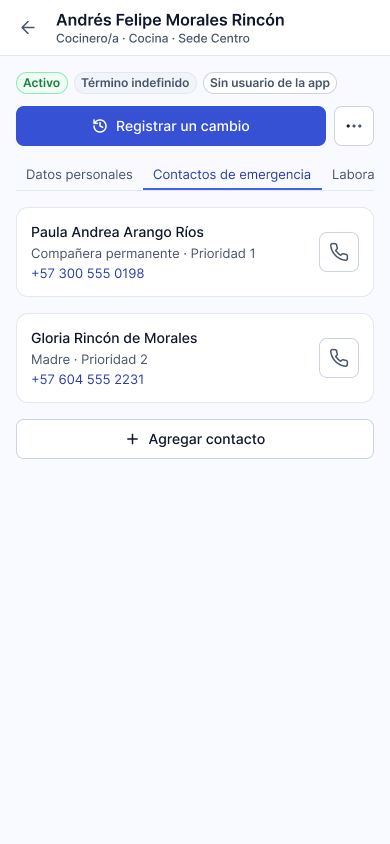 Andrés Felipe Morales Rincón
Cocinero/a · Cocina · Sede Centro
Activo
Término indefinido
Sin usuario de la app
Registrar un cambio
Datos personales
Contactos de emergencia
Labora
Paula Andrea Arango Ríos
Compañera permanente · Prioridad 1
+57 300 555 0198
Gloria Rincón de Morales
Madre · Prioridad 2
+57 604 555 2231
Agregar contacto